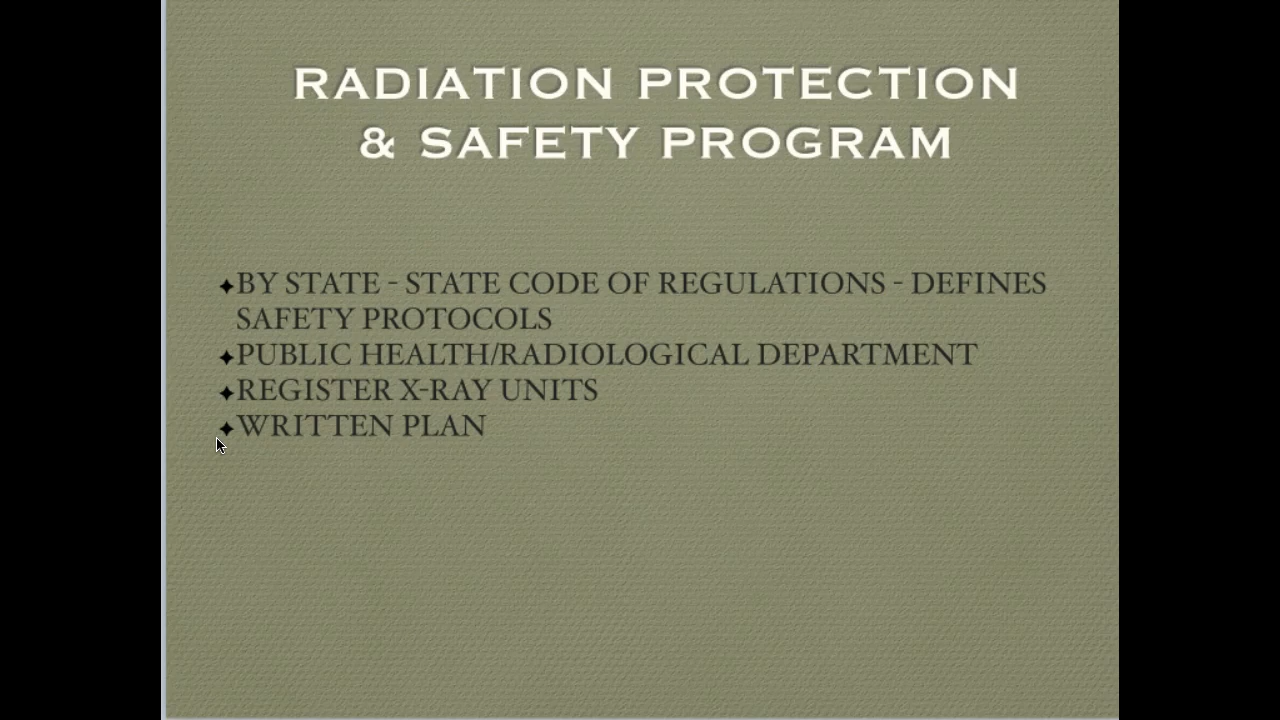 RADIATION PROTECTION
& SAFETY PROGRAM
✦BY STATE - STATE CODE OF REGULATIONS - DEFINES
SAFETY PROTOCOLS
✦PUBLIC HEALTH/RADIOLOGICAL DEPARTMENT
✦REGISTER X-RAY UNITS
✦WRITTEN PLAN